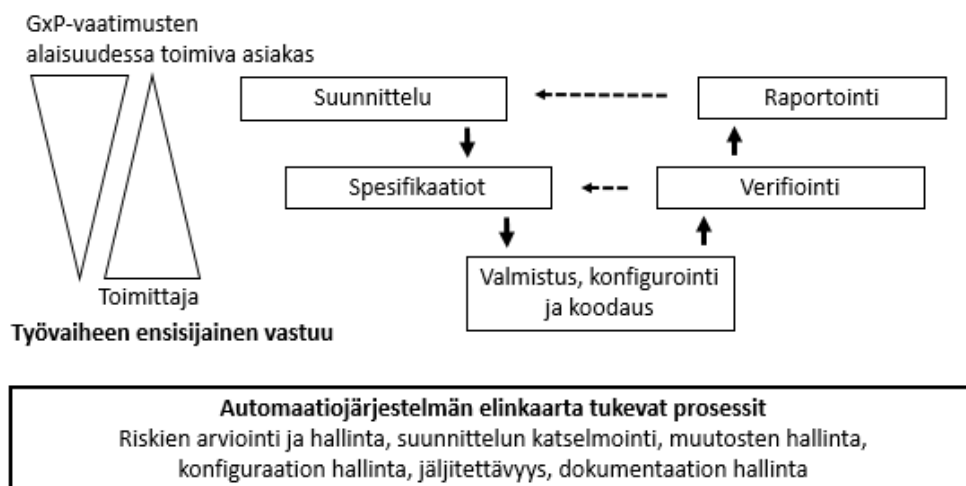 GxP-vaatimusten
alaisuudessa toimiva asiakas
Suunnittelu
Raportointi
Spesifikaatiot
Verifiointi
Valmistus, konfigurointi
ja koodaus
Toimittaja
Työvaiheen ensisijainen vastuu
Automaatiojärjestelmän elinkaarta tukevat prosessit
Riskien arviointi ja hallinta, suunnittelun katselmointi, muutosten hallinta,
konfiguraation hallinta, jäljitettävyys, dokumentaation hallinta